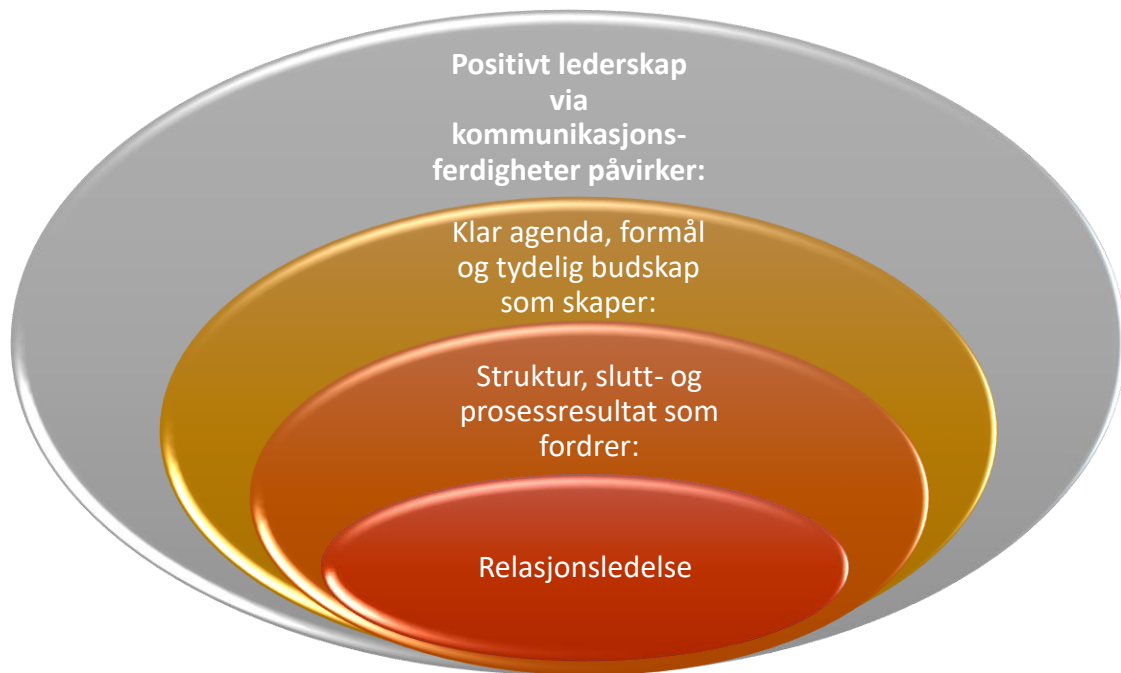 Positivt lederskap
via
kommunikasjons-
ferdigheter påvirker:
Klar agenda, formål
og tydelig budskap
som skaper:
Struktur, slutt- og
prosessresultat som
fordrer:
Relasjonsledelse